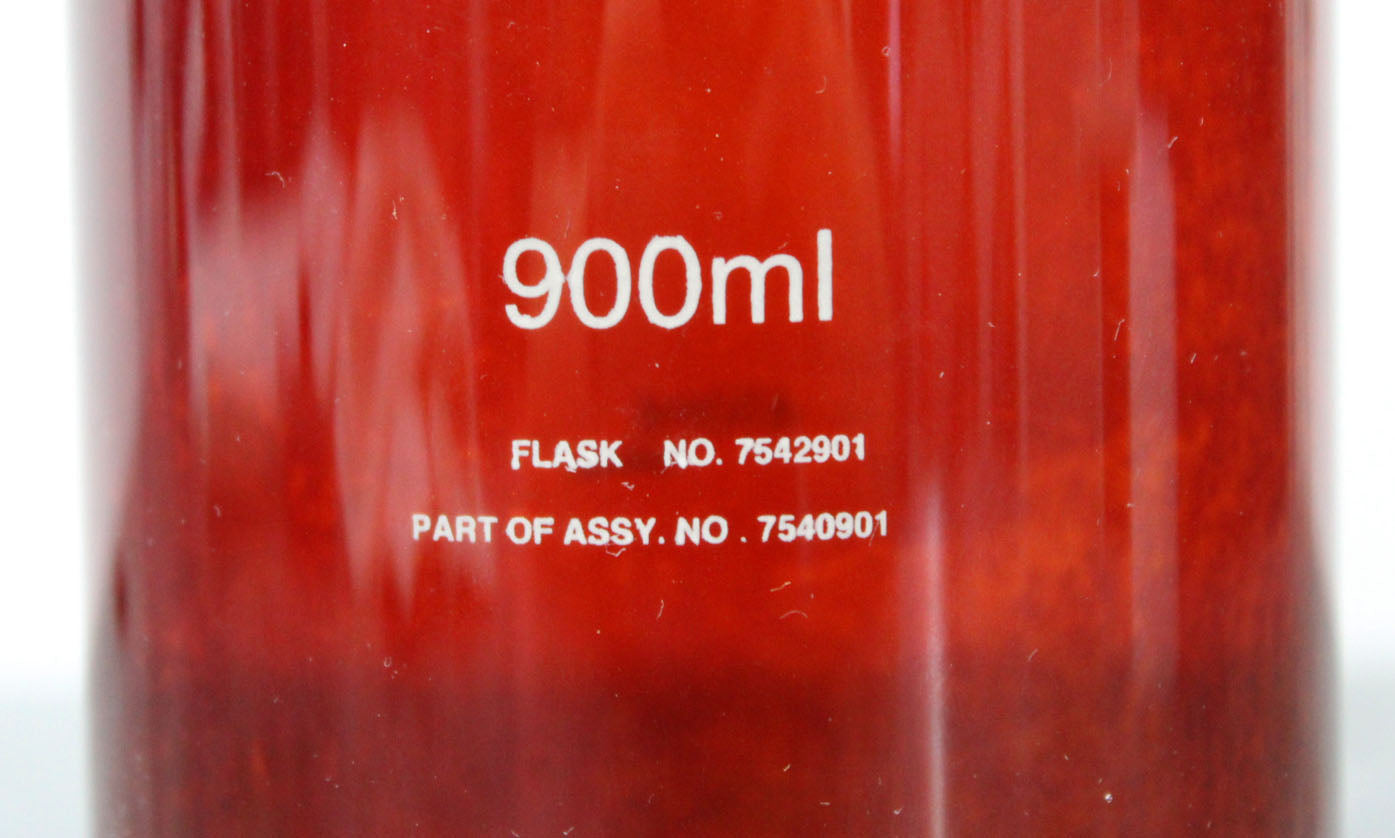 900ml
FLASK NO. 7542901
PART OF ASSY. NO . 7540901